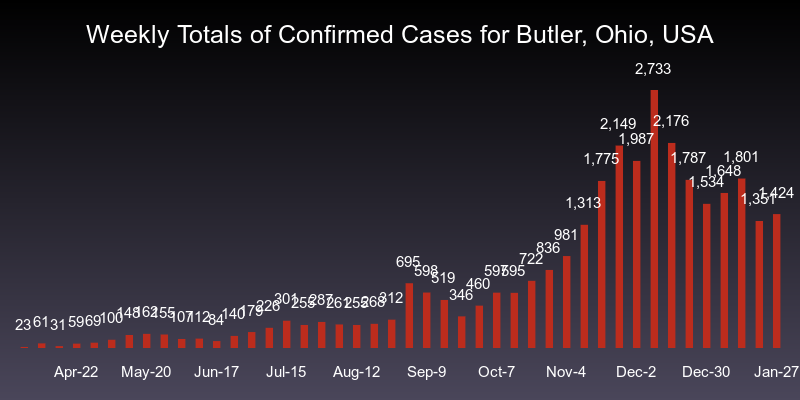 Weekly Totals of Confirmed Cases for Butler, Ohio, USA
23 61 31 59 69 100 148 155 107 112 84 140 179 226 301 287 261 268 312 695 598 519 346 460 597 595 722 836 981 1,313 1,775 2,149 1,987 2,733 2,176 1,787 1,534 1,648 1,801 1,351 1,424
Apr-22 May-20 Jun-17 Jul-15 Aug-12 Sep-9 Oct-7 Nov-4 Dec-2 Dec-30 Jan-27